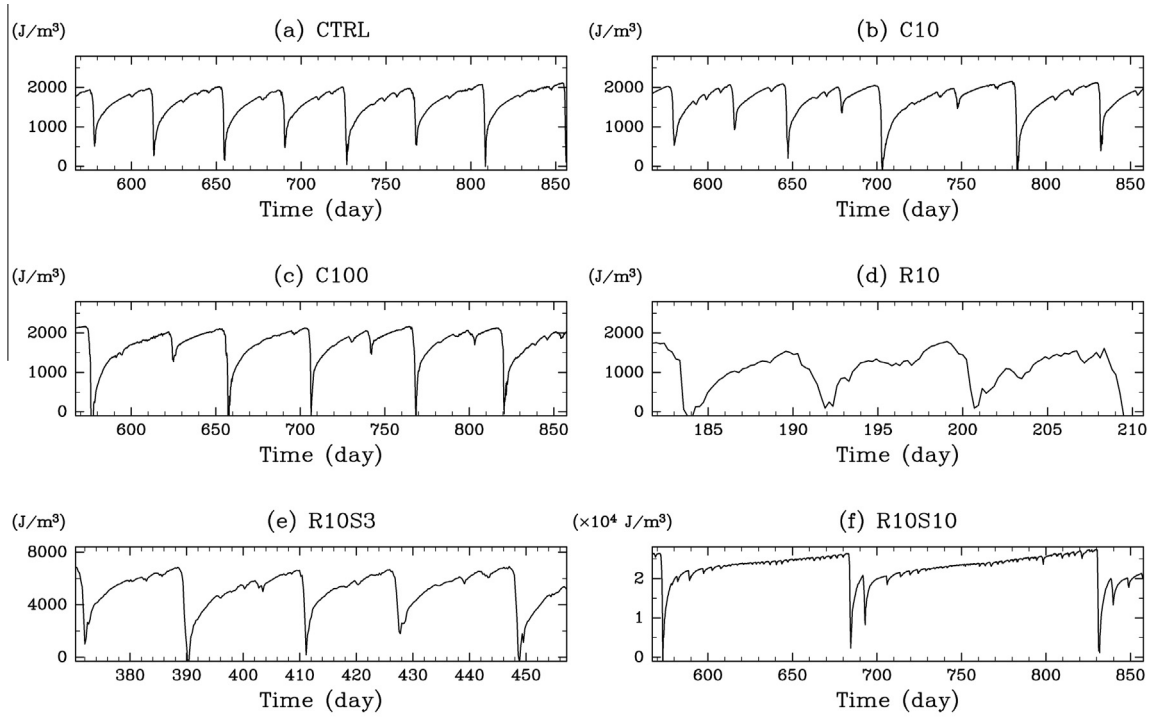 (J/m³) (a) CTRL (J/m³) (b) C10
2000 2000
1000 1000
0 0
600 650 700 750 800 850 600 650 700 750 800 850
Time (day) Time (day)
(J/m³) (c) C100 (J/m³) (d) R10
2000 2000
1000 1000
0 0
600 650 700 750 800 850 185 190 195 200 205 210
Time (day) Time (day)
(J/m³) (e) R10S3 (×10⁴ J/m³) (f) R10S10
8000
4000 2
1
0 0
380 390 400 410 420 430 440 450 600 650 700 750 800 850
Time (day) Time (day)